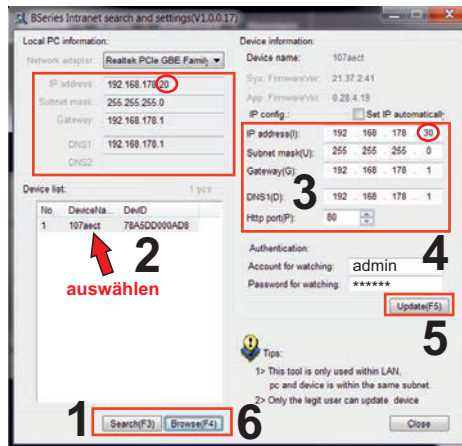 BSeries Intranet search and settings(V1.0.0.17)
Local PC information:
Network adapter: Realtek PCIe GBE Family
IP address: 192.168.178.20
Subnet mask: 255.255.255.0
Gateway: 192.168.178.1
DNS1: 192.168.178.1
DNS2:
Device list: 1 pcs
No. DeviceNa... DevID
1 107aect 78A5DD000AD8
2
auswählen
1
Search(F3) Browse(F4)
6
Device information:
Device name: 107aect
Sys. FirmwareVer: 21.37.2.41
App. FirmwareVer: 0.28.4.19
IP config.: Set IP automatically
IP address(I): 192 . 168 . 178 . 30
Subnet mask(U): 255 . 255 . 255 . 0
Gateway(G): 192 . 168 . 178 . 1
3
DNS1(D): 192 . 168 . 178 . 1
Http port(P): 80
4
Authentication:
Account for watching: admin
Password for watching: ******
Update(F5)
5
Tips:
1> This tool is only used within LAN,
pc and device is within the same subnet.
2> Only the legit user can update device
Close